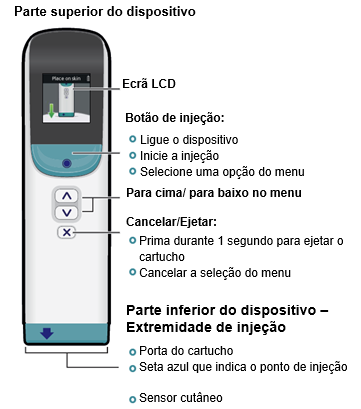 Parte superior do dispositivo
Place on skin
Ecrã LCD
Botão de injeção:
Ligue o dispositivo
Inicie a injeção
Selecione uma opção do menu
Para cima/ para baixo no menu
Cancelar/Ejetar:
Prima durante 1 segundo para ejetar o
cartucho
Cancelar a seleção do menu
Parte inferior do dispositivo –
Extremidade de injeção
Porta do cartucho
Seta azul que indica o ponto de injeção
Sensor cutâneo